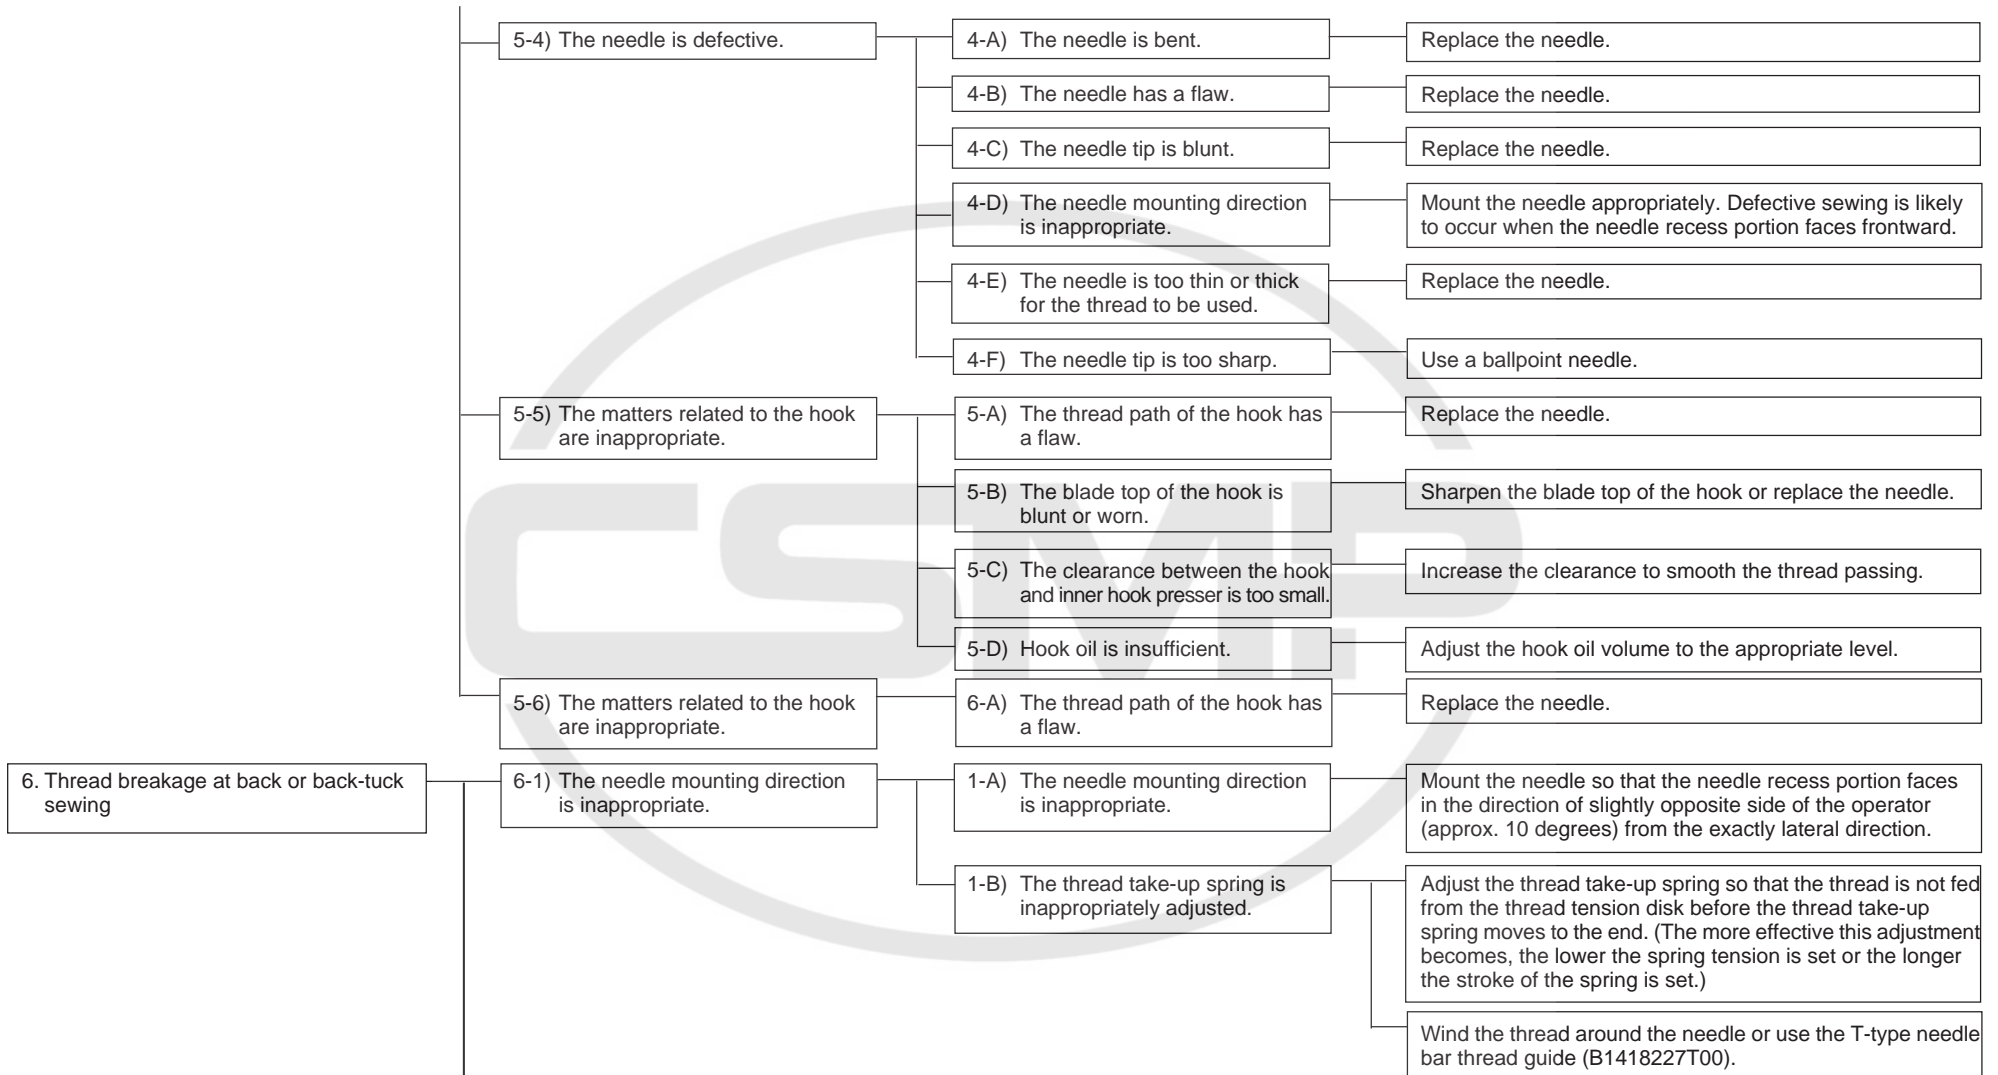 5-4) The needle is defective.
4-A) The needle is bent.
Replace the needle.
4-B) The needle has a flaw.
Replace the needle.
4-C) The needle tip is blunt.
Replace the needle.
4-D) The needle mounting direction
is inappropriate.
Mount the needle appropriately. Defective sewing is likely
to occur when the needle recess portion faces frontward.
4-E) The needle is too thin or thick
for the thread to be used.
Replace the needle.
4-F) The needle tip is too sharp.
Use a ballpoint needle.
5-5) The matters related to the hook
are inappropriate.
5-A) The thread path of the hook has
a flaw.
Replace the needle.
5-B) The blade top of the hook is
blunt or worn.
Sharpen the blade top of the hook or replace the needle.
5-C) The clearance between the hook
and inner hook presser is too small.
Increase the clearance to smooth the thread passing.
5-D) Hook oil is insufficient.
Adjust the hook oil volume to the appropriate level.
5-6) The matters related to the hook
are inappropriate.
6-A) The thread path of the hook has
a flaw.
Replace the needle.
6. Thread breakage at back or back-tuck
sewing
6-1) The needle mounting direction
is inappropriate.
1-A) The needle mounting direction
is inappropriate.
Mount the needle so that the needle recess portion faces
in the direction of slightly opposite side of the operator
(approx. 10 degrees) from the exactly lateral direction.
1-B) The thread take-up spring is
inappropriately adjusted.
Adjust the thread take-up spring so that the thread is not fed
from the thread tension disk before the thread take-up
spring moves to the end. (The more effective this adjustment
becomes, the lower the spring tension is set or the longer
the stroke of the spring is set.)
Wind the thread around the needle or use the T-type needle
bar thread guide (B1418227T00).
CSMP